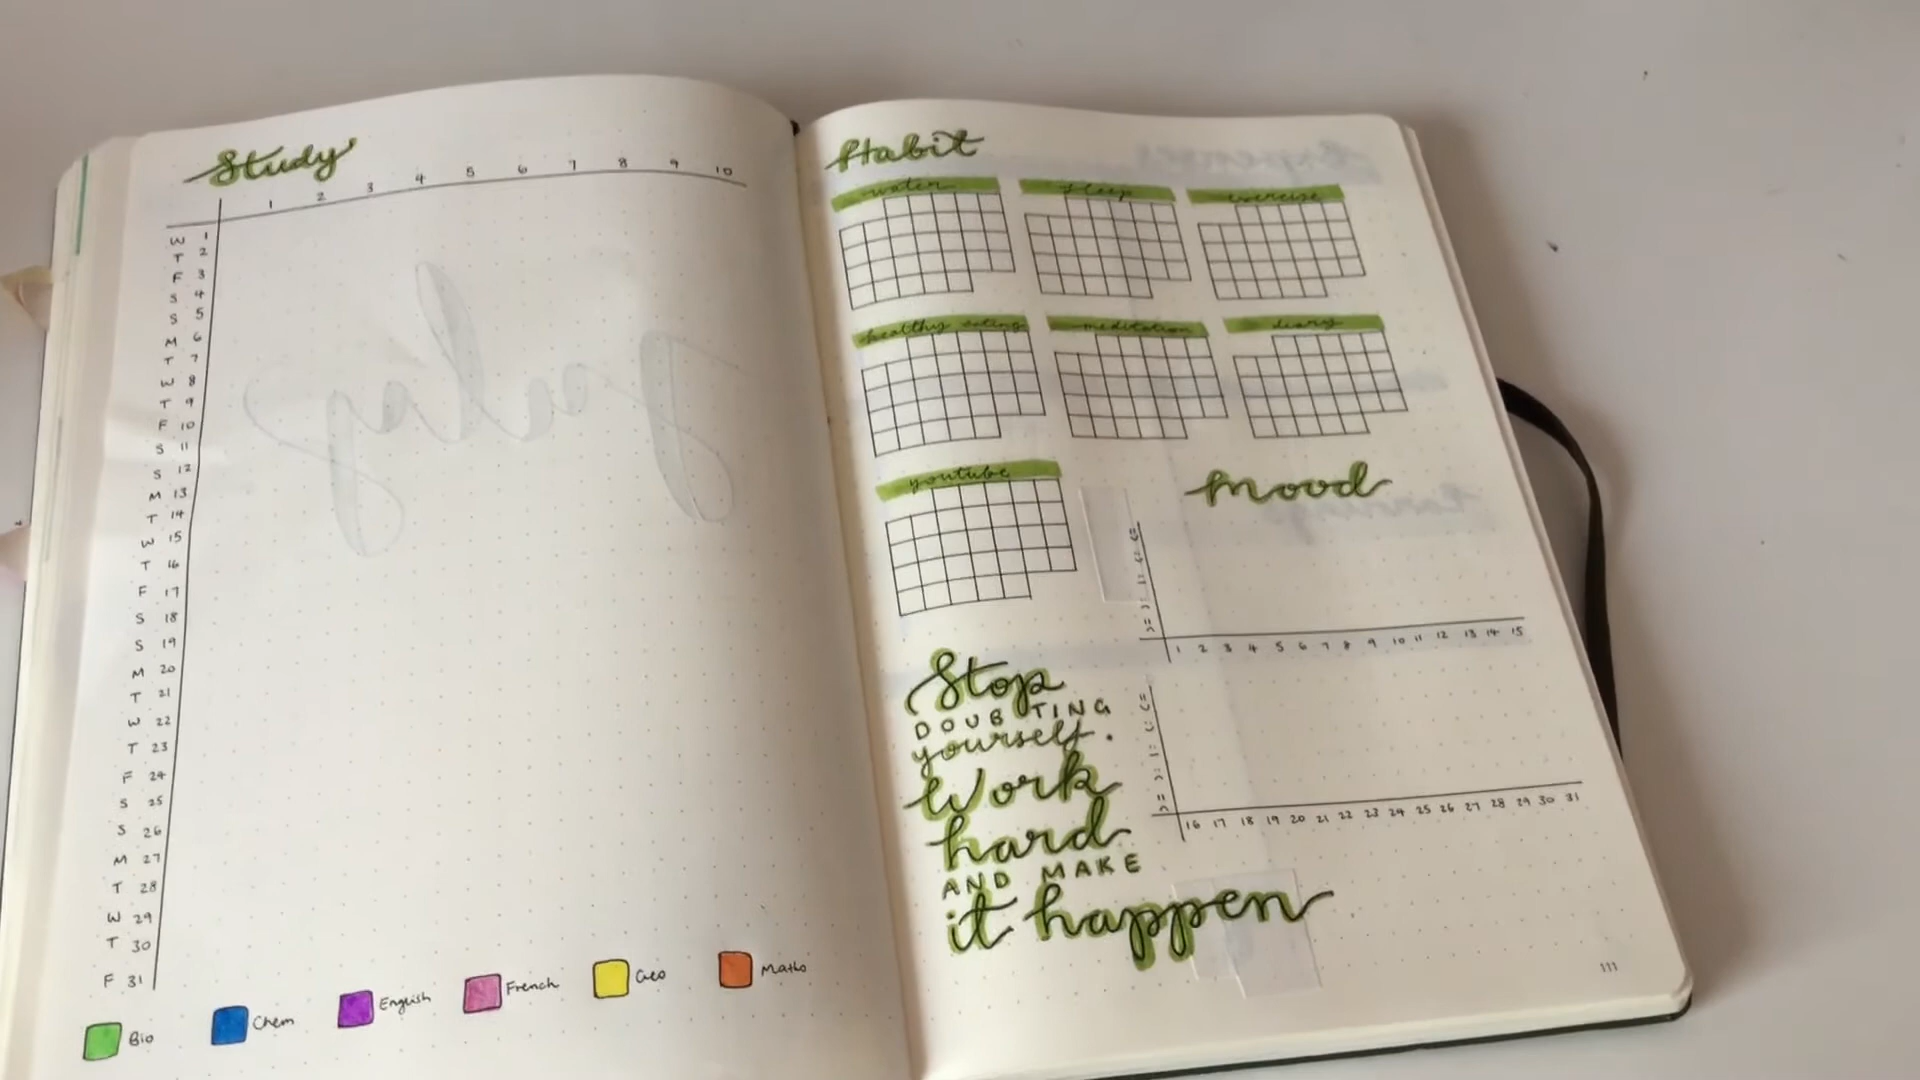 Study
1 2 3 4 5 6 7 8 9 10
W 1
T 2
F 3
S 4
S 5
M 6
T 7
W 8
T 9
F 10
S 11
S 12
M 13
T 14
W 15
T 16
F 17
S 18
S 19
M 20
T 21
W 22
T 23
F 24
S 25
S 26
M 27
T 28
W 29
T 30
F 31
Bio
Chem
English
French
Geo
Maths
July
Habit
water
sleep
exercise
healthy eating
meditation
diary
youtube
Mood
1 2 3 4 5 6 7 8 9 10 11 12 13 14 15
16 17 18 19 20 21 22 23 24 25 26 27 28 29 30 31
Stop
DOUBTING
yourself.
Work
hard
AND MAKE
it happen
111
Expenses